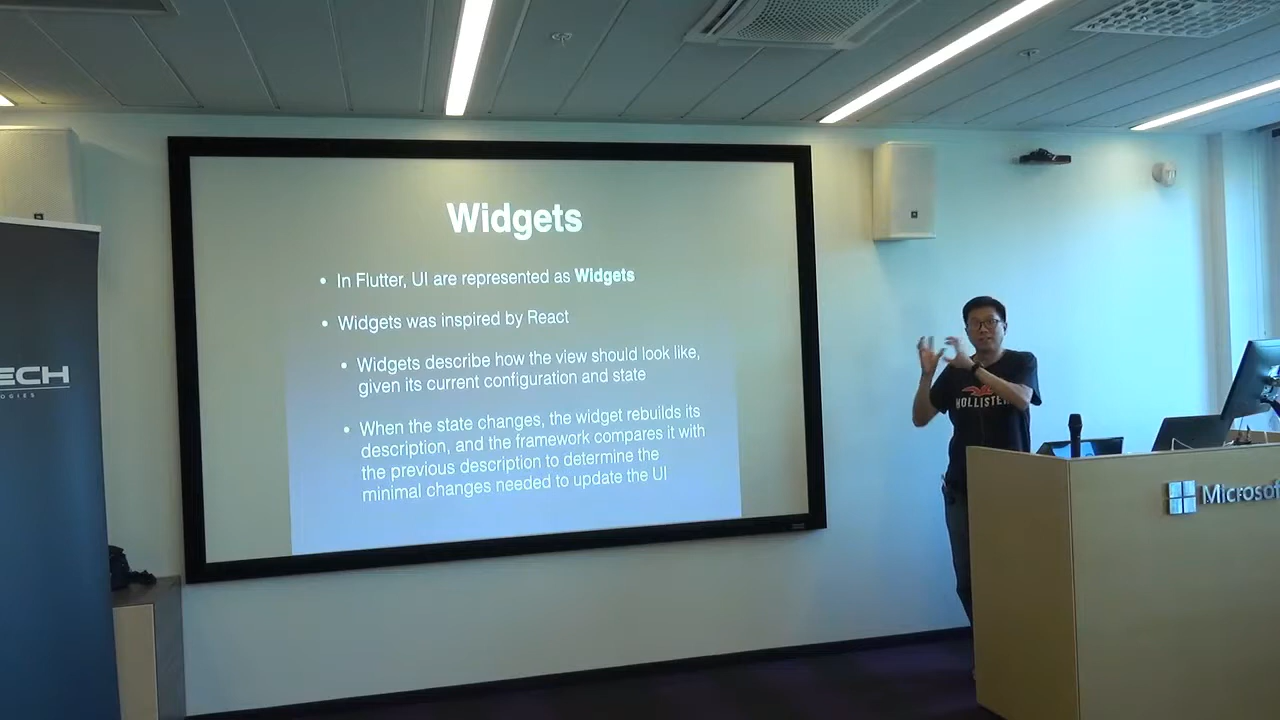 Widgets
• In Flutter, UI are represented as Widgets
• Widgets was inspired by React
• Widgets describe how the view should look like,
given its current configuration and state
• When the state changes, the widget rebuilds its
description, and the framework compares it with
the previous description to determine the
minimal changes needed to update the UI
ECH
OGIES
HOLLISTER
Microsof